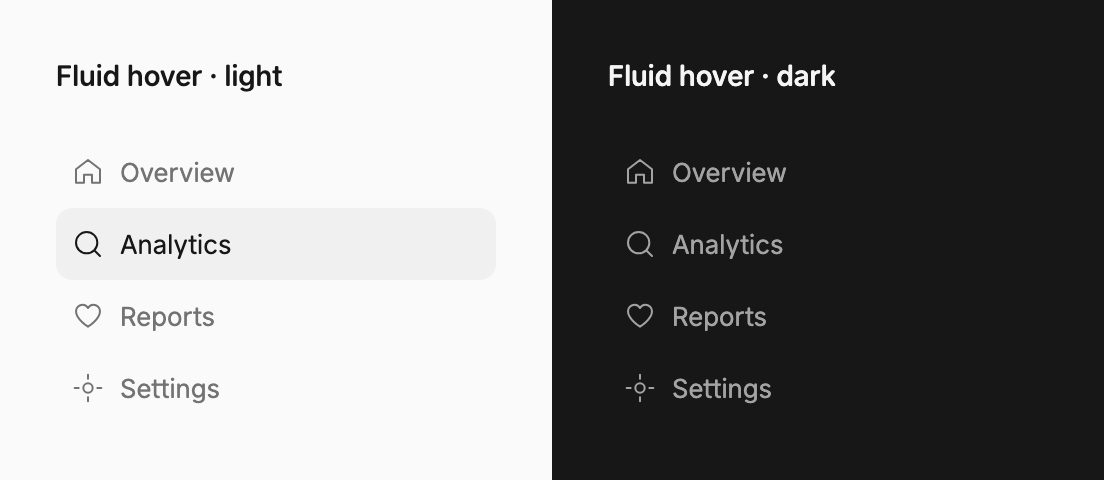 Fluid hover · light
Overview
Analytics
Reports
Settings
Fluid hover · dark
Overview
Analytics
Reports
Settings